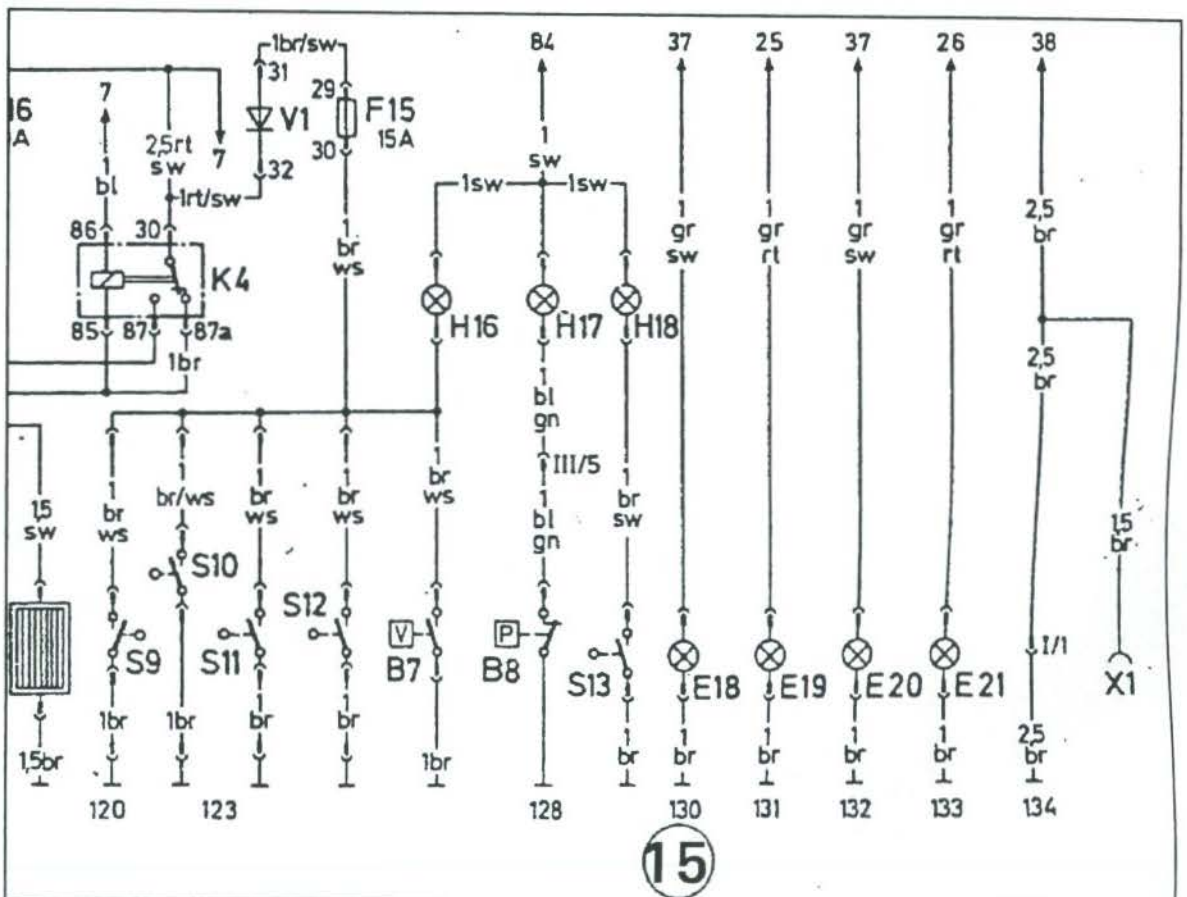 1br/sw
84
37
25
37
26
38
31
7
29
F15
16
V1
15A
A
1
2,5rt
7
30
sw
32
sw
1
bl
1sw
1sw
1rt/sw
86
30
1
br
ws
1
gr
sw
1
gr
rt
1
gr
sw
1
gr
rt
2,5
br
K4
H16
H17
H18
85
87
87a
1br
1
bl
gn
2,5
br
III/5
1
br
ws
1
br/ws
1
br
ws
1
br
ws
1
br
ws
1
bl
gn
1
br
sw
1,5
sw
1,5
br
S10
S12
S9
S11
V
B7
P
B8
S13
E18
E19
E20
E21
I/1
X1
1,5br
1br
1br
1
br
1
br
1br
1
br
1
br
1
br
1
br
1
br
2,5
br
120
123
128
130
131
132
133
134
15